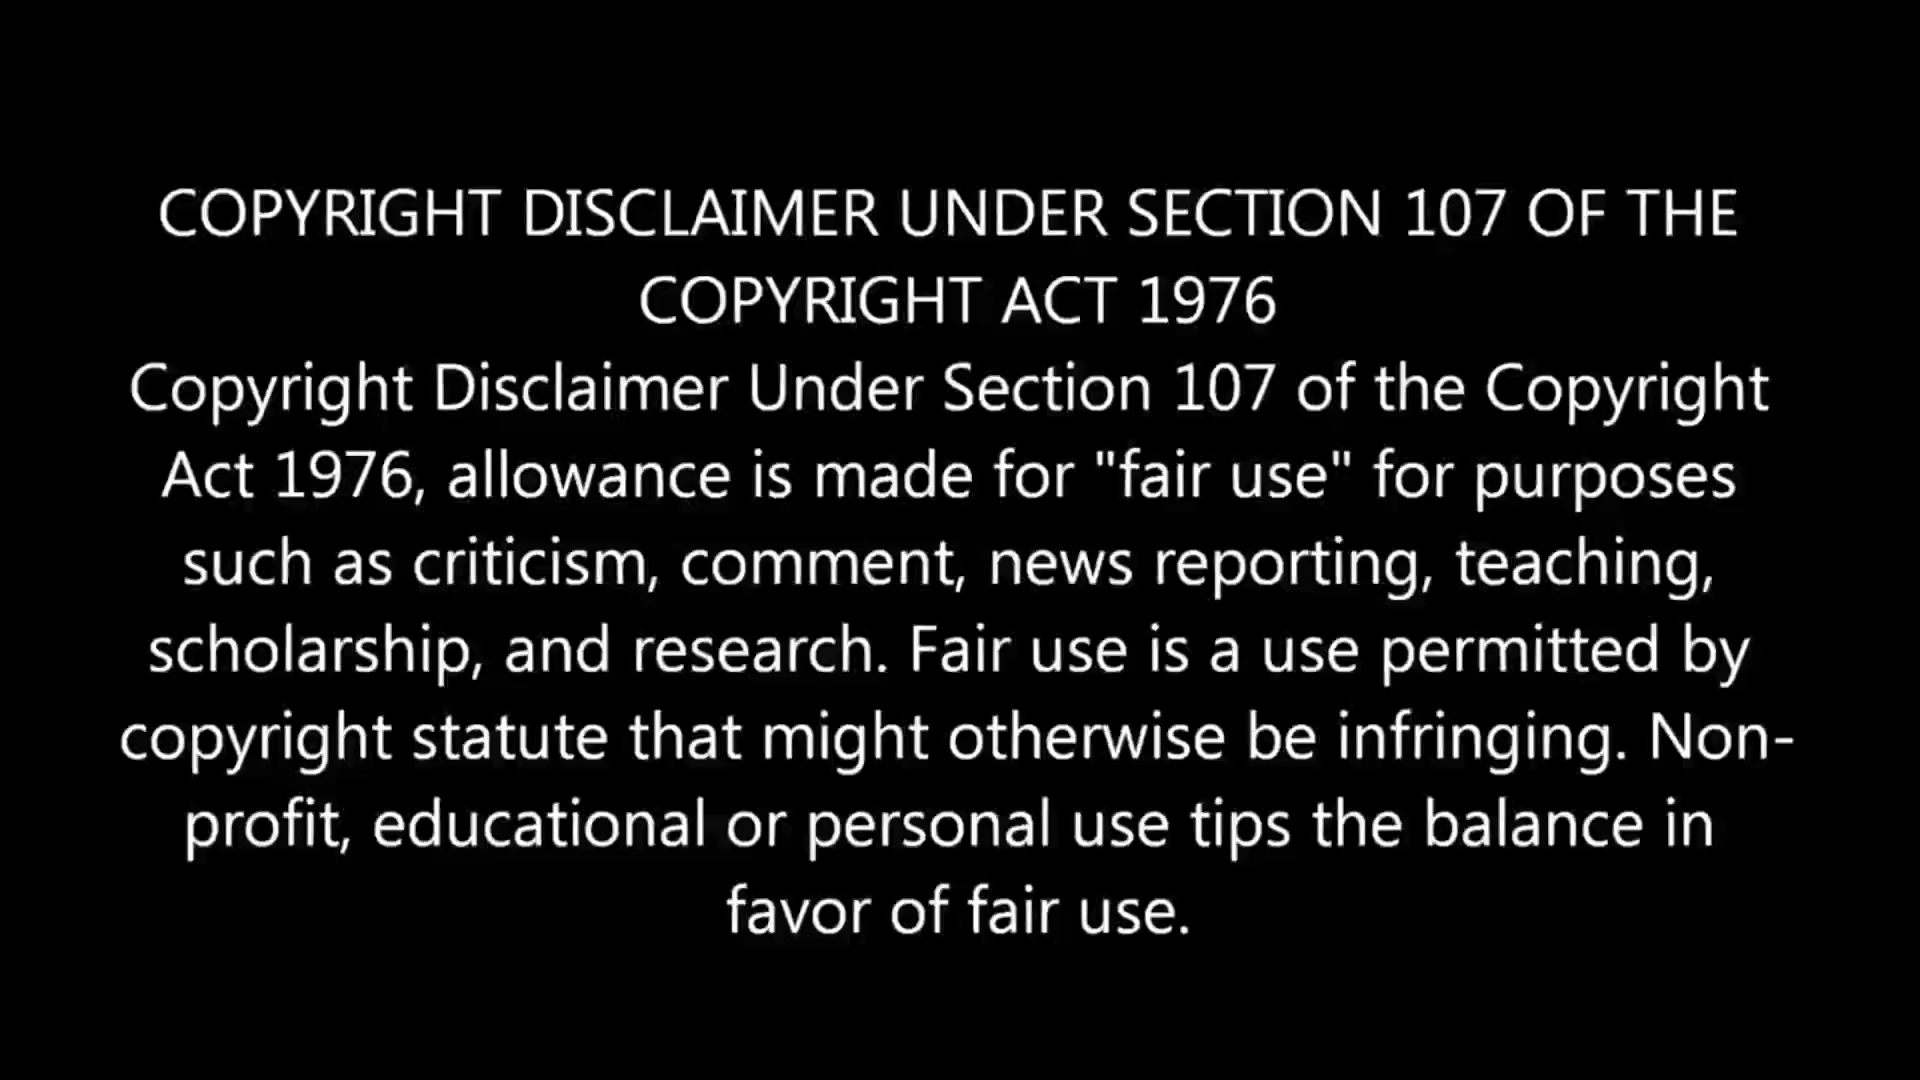 COPYRIGHT DISCLAIMER UNDER SECTION 107 OF THE
COPYRIGHT ACT 1976
Copyright Disclaimer Under Section 107 of the Copyright
Act 1976, allowance is made for "fair use" for purposes
such as criticism, comment, news reporting, teaching,
scholarship, and research. Fair use is a use permitted by
copyright statute that might otherwise be infringing. Non-
profit, educational or personal use tips the balance in
favor of fair use.